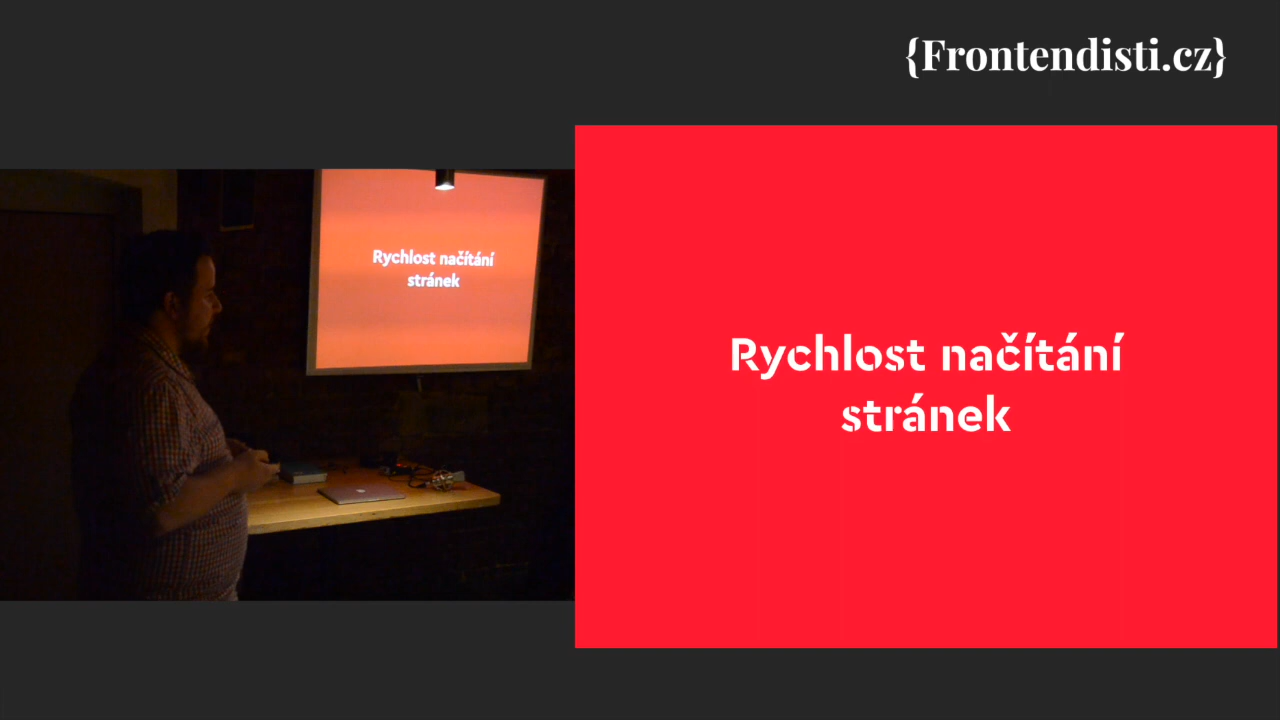 {Frontendisti.cz}
Rychlost načítání
stránek
Rychlost načítání
stránek